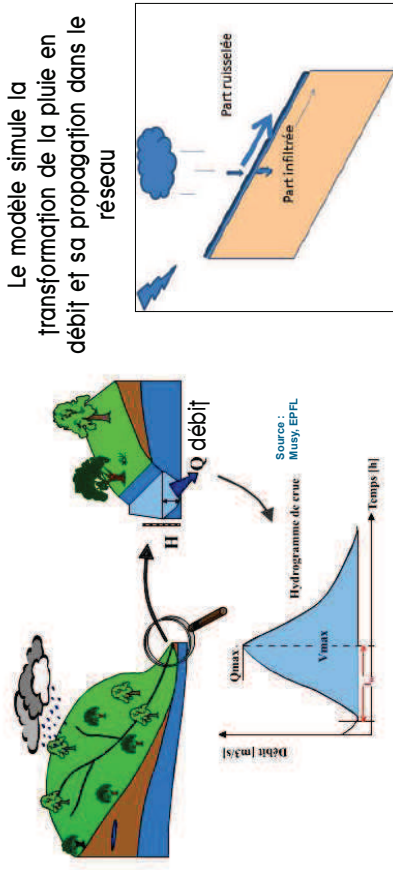 Le modèle simule la
transformation de la pluie en
débit et sa propagation dans le
réseau
H
Q débit
Source :
Musy, EPFL
Débit [m3/s]
Qmax
Vmax
Hydrogramme de crue
Temps [h]
Part ruisselée
Part infiltrée